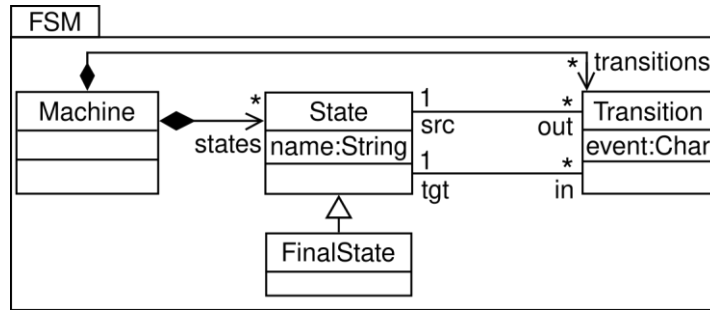 FSM
* transitions
Machine
* State 1 * Transition
states name:String src out event:Char
1 *
tgt in
FinalState